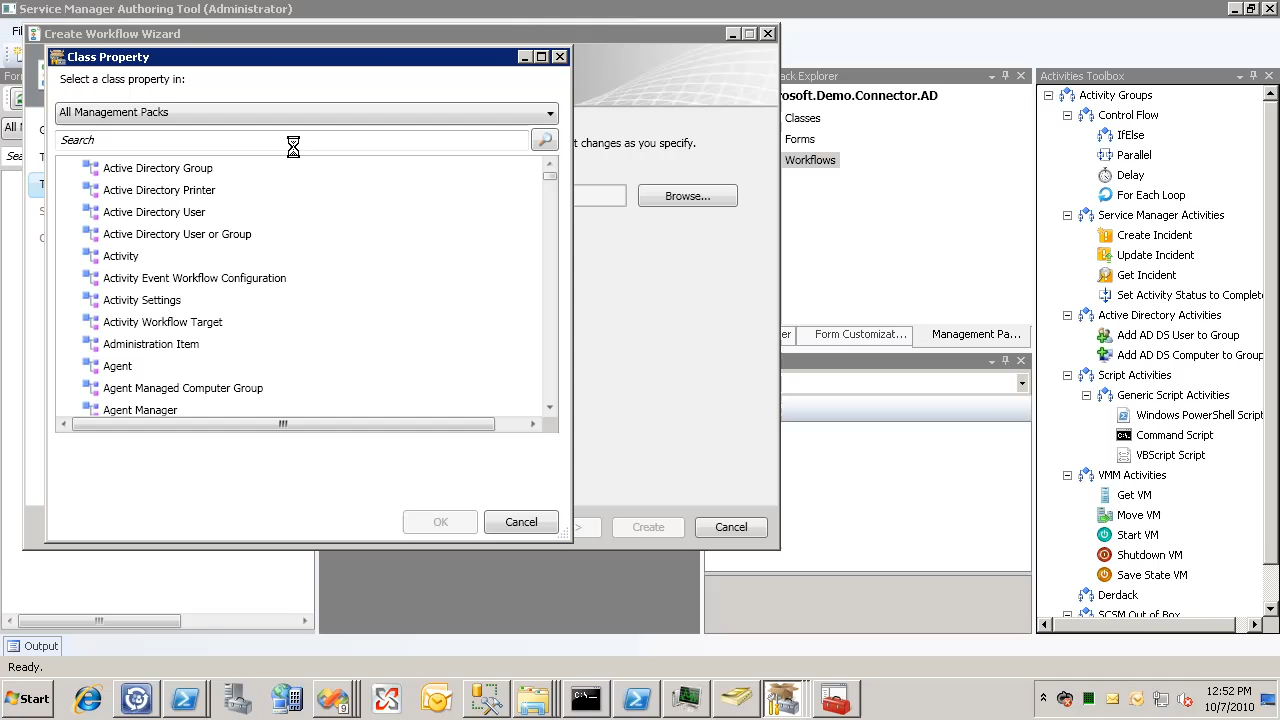 Service Manager Authoring Tool (Administrator)
Create Workflow Wizard
Class Property
Select a class property in:
All Management Packs
Search
Active Directory Group
Active Directory Printer
Active Directory User
Active Directory User or Group
Activity
Activity Event Workflow Configuration
Activity Settings
Activity Workflow Target
Administration Item
Agent
Agent Managed Computer Group
Agent Manager
OK
Cancel
t changes as you specify.
Browse...
>
Create
Cancel
ck Explorer
osoft.Demo.Connector.AD
Classes
Forms
Workflows
er
Form Customizat...
Management Pa...
Activities Toolbox
Activity Groups
Control Flow
IfElse
Parallel
Delay
For Each Loop
Service Manager Activities
Create Incident
Update Incident
Get Incident
Set Activity Status to Complete
Active Directory Activities
Add AD DS User to Group
Add AD DS Computer to Group
Script Activities
Generic Script Activities
Windows PowerShell Script
Command Script
VBScript Script
VMM Activities
Get VM
Move VM
Start VM
Shutdown VM
Save State VM
Derdack
SCSM Out of Box
Output
Ready.
Start
12:52 PM
10/7/2010